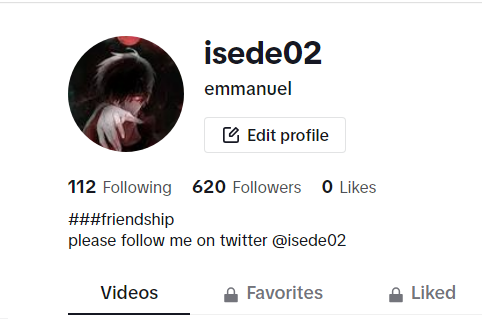 isede02
emmanuel
Edit profile
112 Following 620 Followers 0 Likes
###friendship
please follow me on twitter @isede02
Videos Favorites Liked